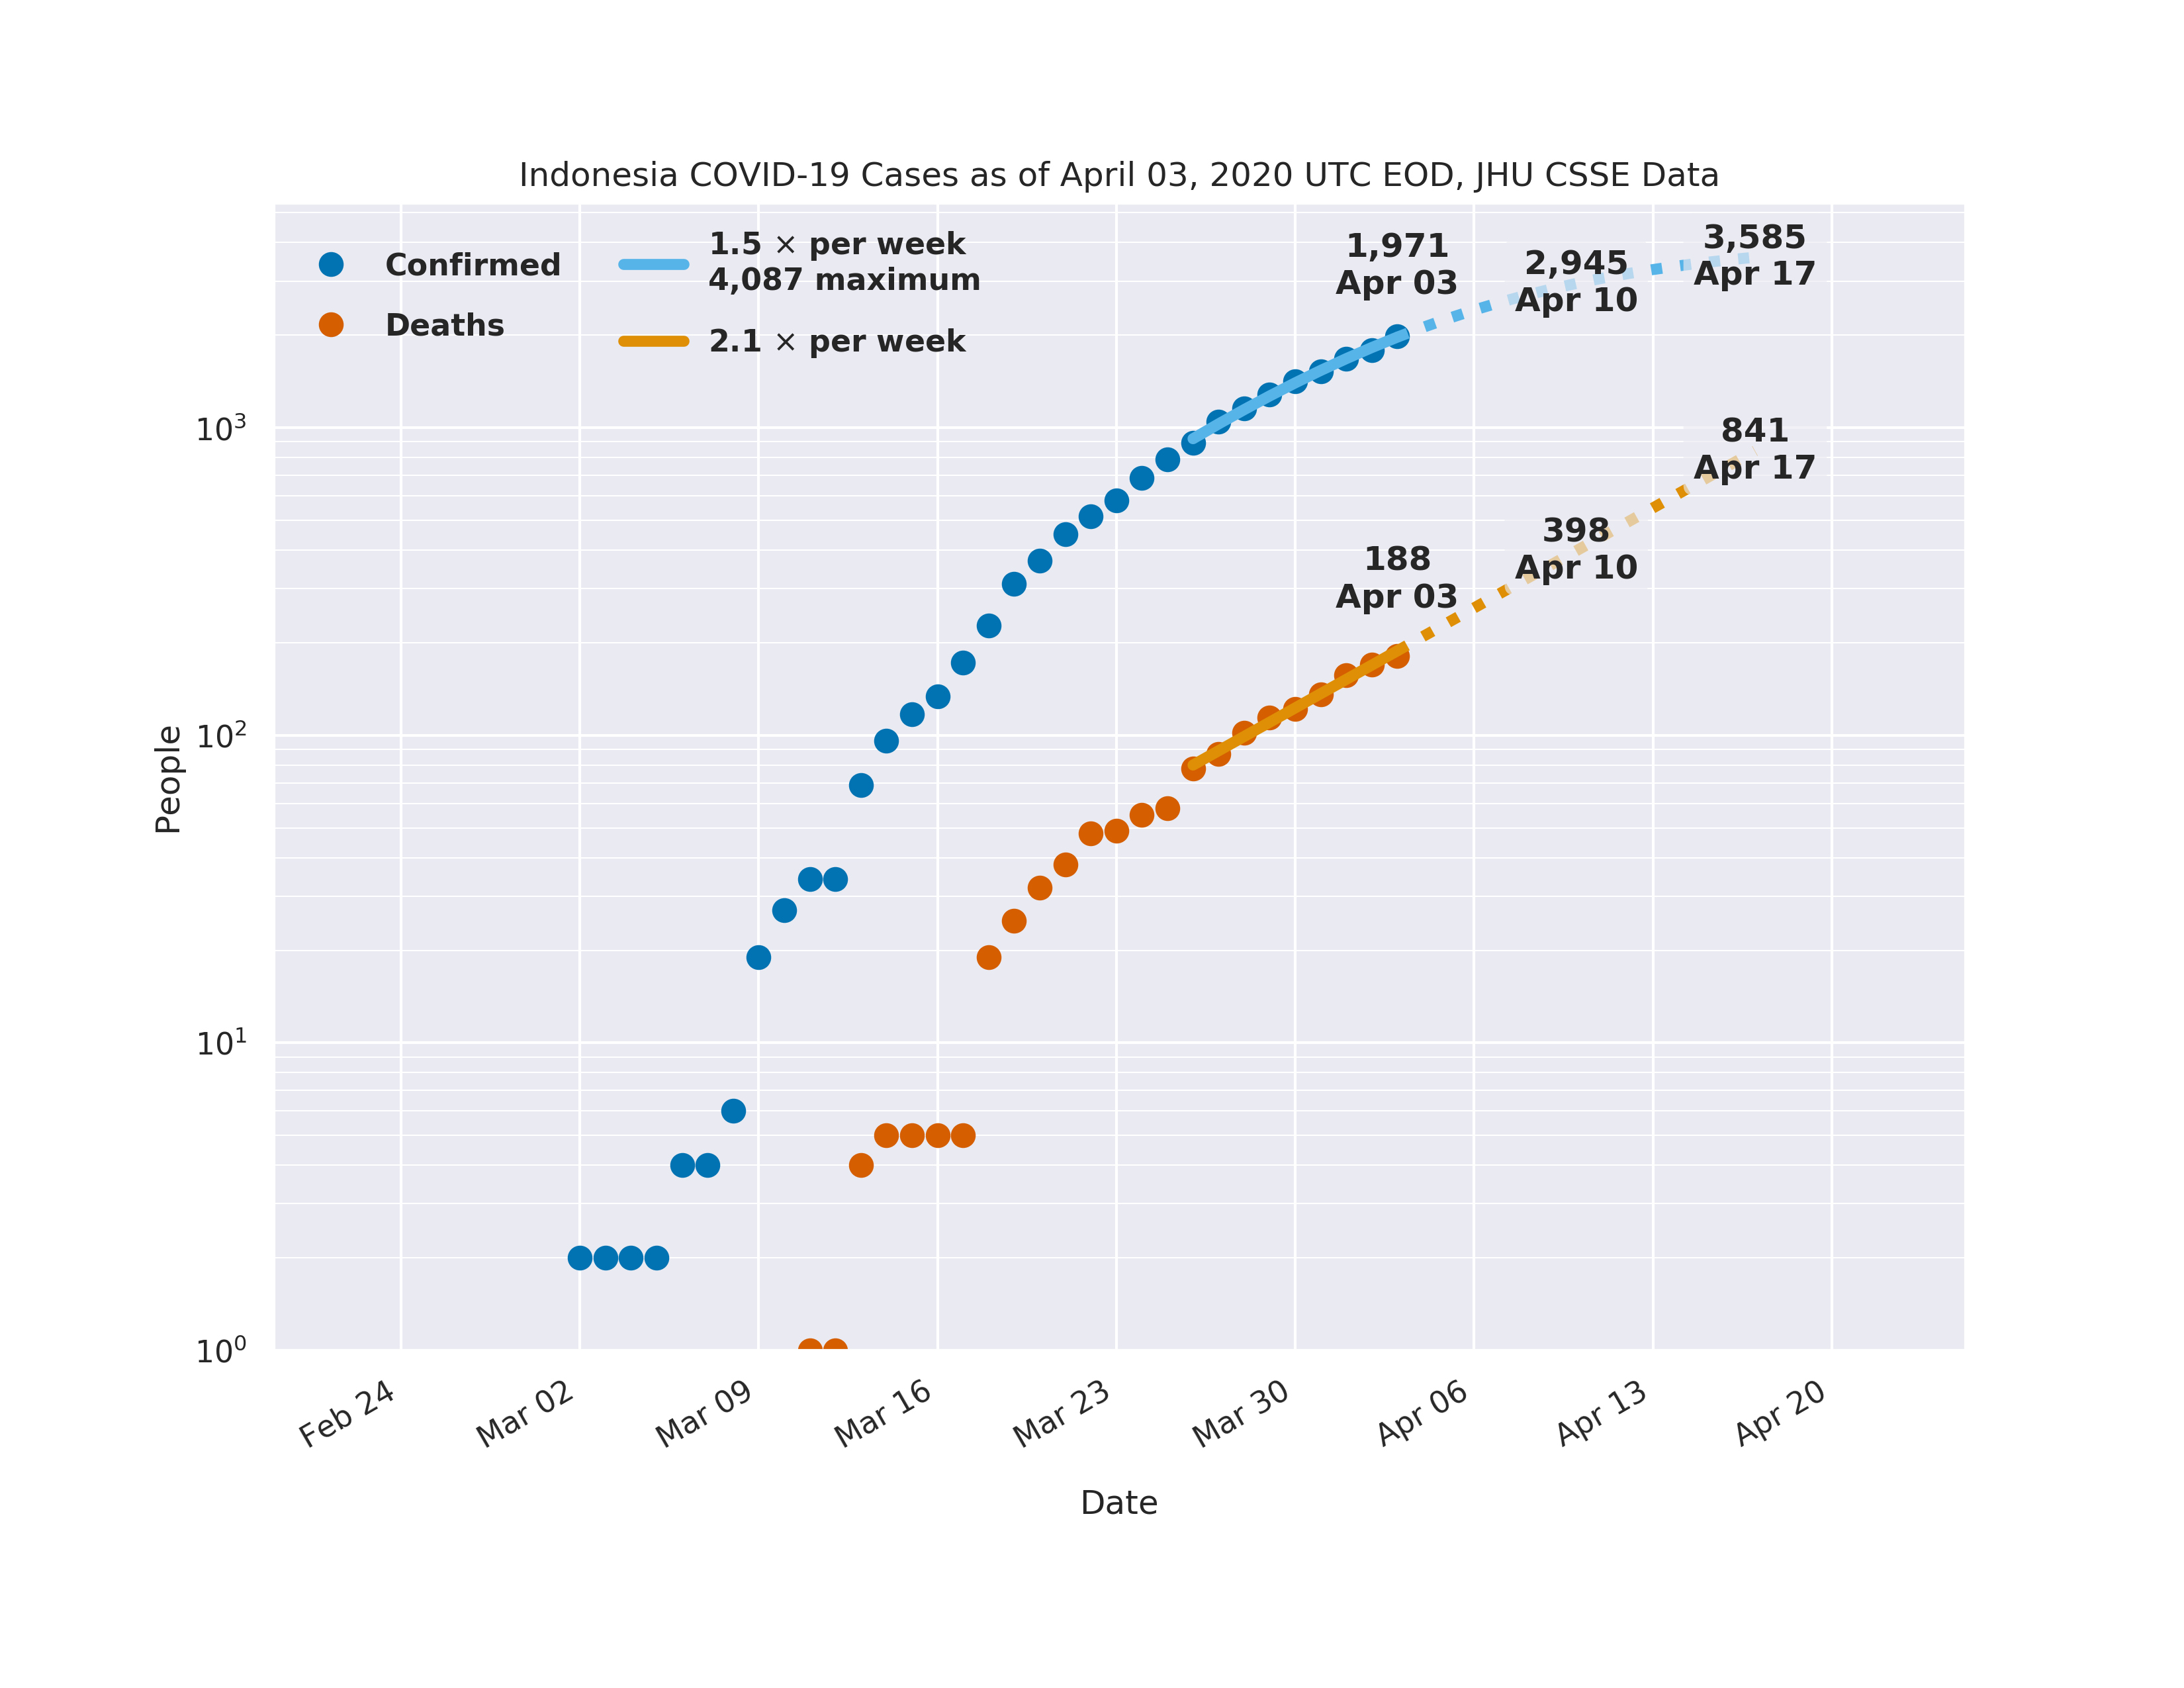 Indonesia COVID-19 Cases as of April 03, 2020 UTC EOD, JHU CSSE Data
Confirmed
Deaths
1.5 × per week
4,087 maximum
2.1 × per week
1,971
Apr 03
2,945
Apr 10
3,585
Apr 17
841
Apr 17
398
Apr 10
188
Apr 03
People
10³
10²
10¹
10⁰
Feb 24
Mar 02
Mar 09
Mar 16
Mar 23
Mar 30
Apr 06
Apr 13
Apr 20
Date